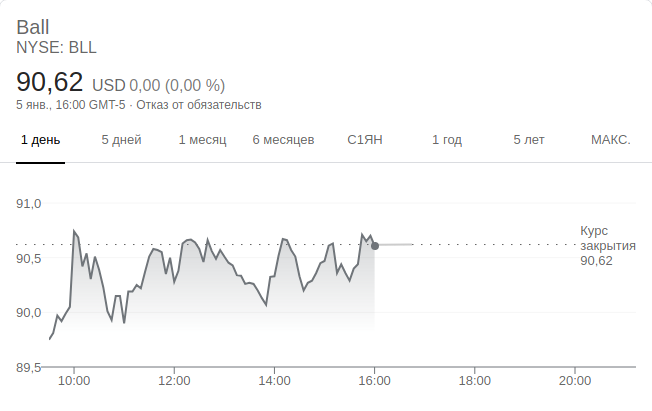 Ball
NYSE: BLL
90,62 USD 0,00 (0,00 %)
5 янв., 16:00 GMT-5 · Отказ от обязательств
1 день 5 дней 1 месяц 6 месяцев С1ЯН 1 год 5 лет МАКС.
91,0
Курс
закрытия
90,62
90,5
90,0
89,5
10:00 12:00 14:00 16:00 18:00 20:00